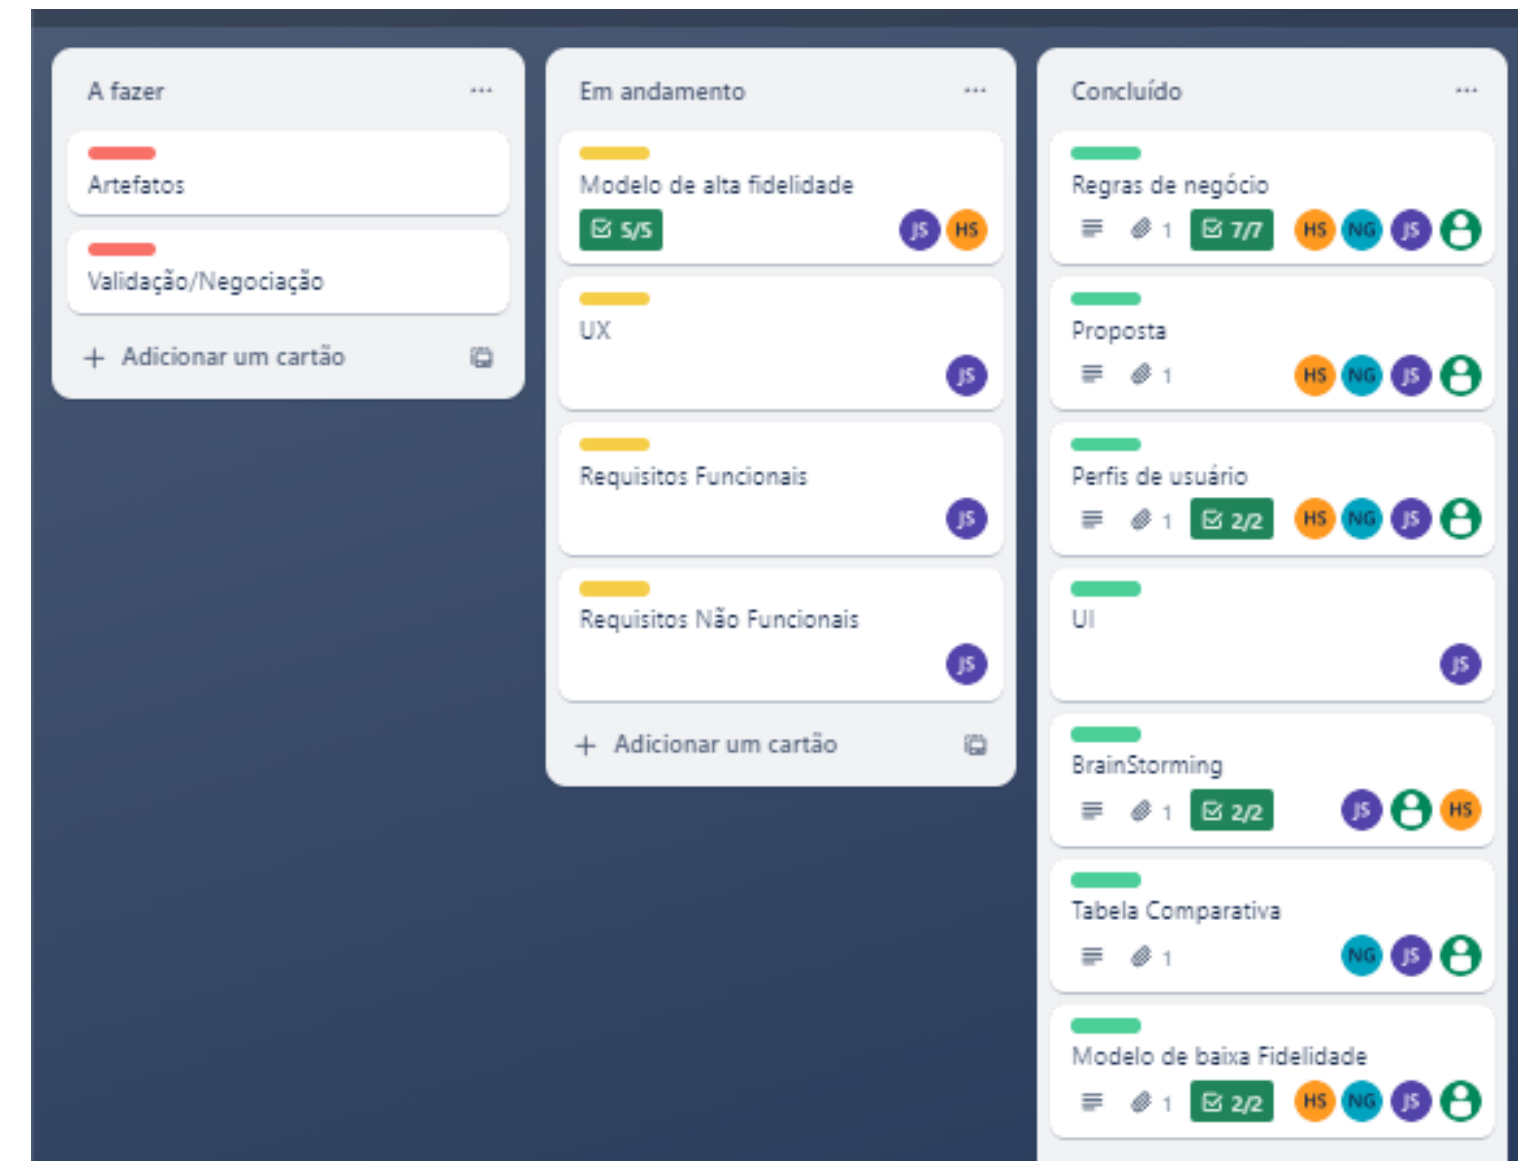 A fazer
Artefatos
Validação/Negociação
+ Adicionar um cartão
Em andamento
Modelo de alta fidelidade
5/5
JS HS
UX
JS
Requisitos Funcionais
JS
Requisitos Não Funcionais
JS
+ Adicionar um cartão
Concluído
Regras de negócio
1 7/7 HS NG JS
Proposta
1 HS NG JS
Perfis de usuário
1 2/2 HS NG JS
UI
JS
BrainStorming
1 2/2 JS HS
Tabela Comparativa
1 NG JS
Modelo de baixa Fidelidade
1 2/2 HS NG JS